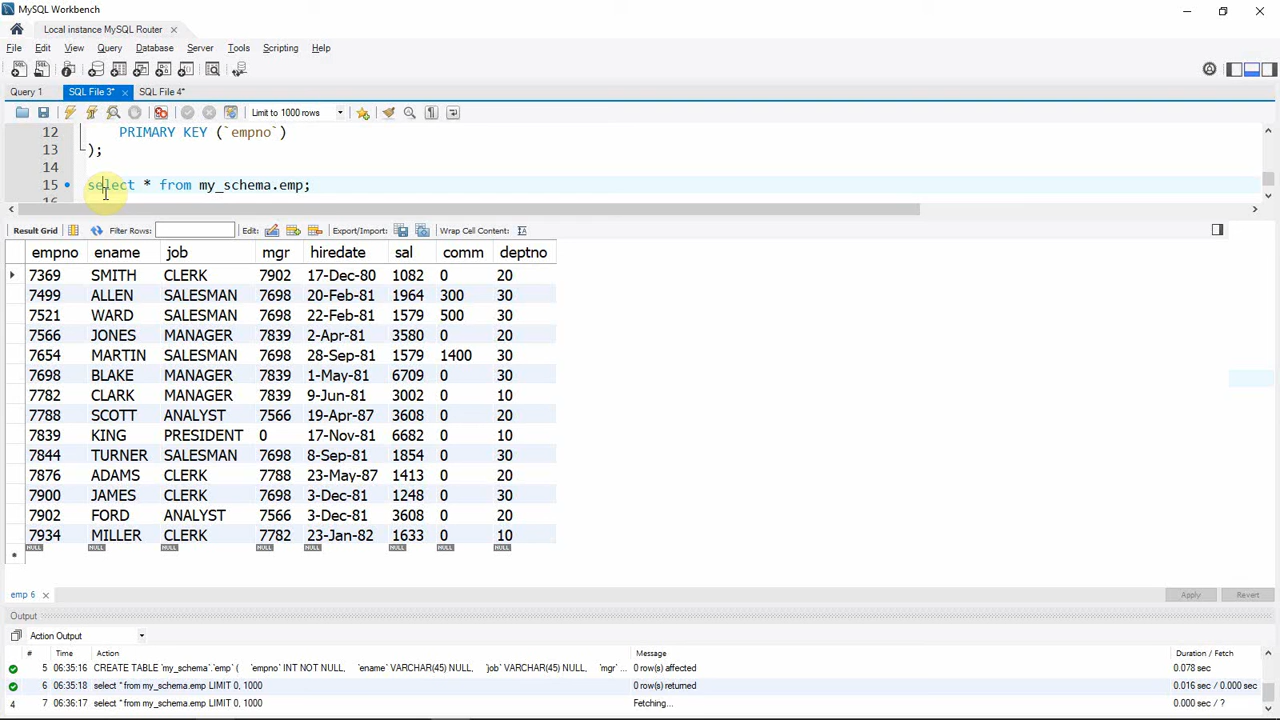 MySQL Workbench
Local instance MySQL Router
File Edit View Query Database Server Tools Scripting Help
Query 1 SQL File 3* SQL File 4*
Limit to 1000 rows
12 PRIMARY KEY (`empno`)
13 );
14
15 select * from my_schema.emp;
Result Grid Filter Rows: Edit: Export/Import: Wrap Cell Content:
empno ename job mgr hiredate sal comm deptno
7369 SMITH CLERK 7902 17-Dec-80 1082 0 20
7499 ALLEN SALESMAN 7698 20-Feb-81 1964 300 30
7521 WARD SALESMAN 7698 22-Feb-81 1579 500 30
7566 JONES MANAGER 7839 2-Apr-81 3580 0 20
7654 MARTIN SALESMAN 7698 28-Sep-81 1579 1400 30
7698 BLAKE MANAGER 7839 1-May-81 6709 0 30
7782 CLARK MANAGER 7839 9-Jun-81 3002 0 10
7788 SCOTT ANALYST 7566 19-Apr-87 3608 0 20
7839 KING PRESIDENT 0 17-Nov-81 6682 0 10
7844 TURNER SALESMAN 7698 8-Sep-81 1854 0 30
7876 ADAMS CLERK 7788 23-May-87 1413 0 20
7900 JAMES CLERK 7698 3-Dec-81 1248 0 30
7902 FORD ANALYST 7566 3-Dec-81 3608 0 20
7934 MILLER CLERK 7782 23-Jan-82 1633 0 10
NULL NULL NULL NULL NULL NULL NULL NULL
emp 6 Apply Revert
Output
Action Output
# Time Action Message Duration / Fetch
5 06:35:16 CREATE TABLE `my_schema`.`emp` ( `empno` INT NOT NULL, `ename` VARCHAR(45) NULL, `job` VARCHAR(45) NULL, `mgr` ... 0 row(s) affected 0.078 sec
6 06:35:18 select * from my_schema.emp LIMIT 0, 1000 0 row(s) returned 0.016 sec / 0.000 sec
7 06:36:17 select * from my_schema.emp LIMIT 0, 1000 Fetching... 0.000 sec / ?